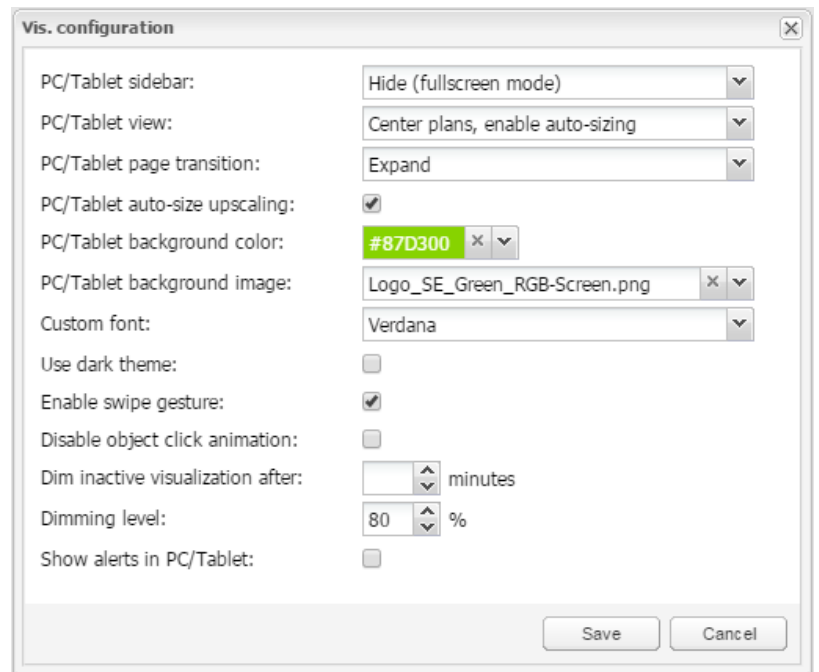 Vis. configuration
PC/Tablet sidebar: Hide (fullscreen mode)
PC/Tablet view: Center plans, enable auto-sizing
PC/Tablet page transition: Expand
PC/Tablet auto-size upscaling:
PC/Tablet background color: #87D300
PC/Tablet background image: Logo_SE_Green_RGB-Screen.png
Custom font: Verdana
Use dark theme:
Enable swipe gesture:
Disable object click animation:
Dim inactive visualization after: minutes
Dimming level: 80 %
Show alerts in PC/Tablet:
Save Cancel